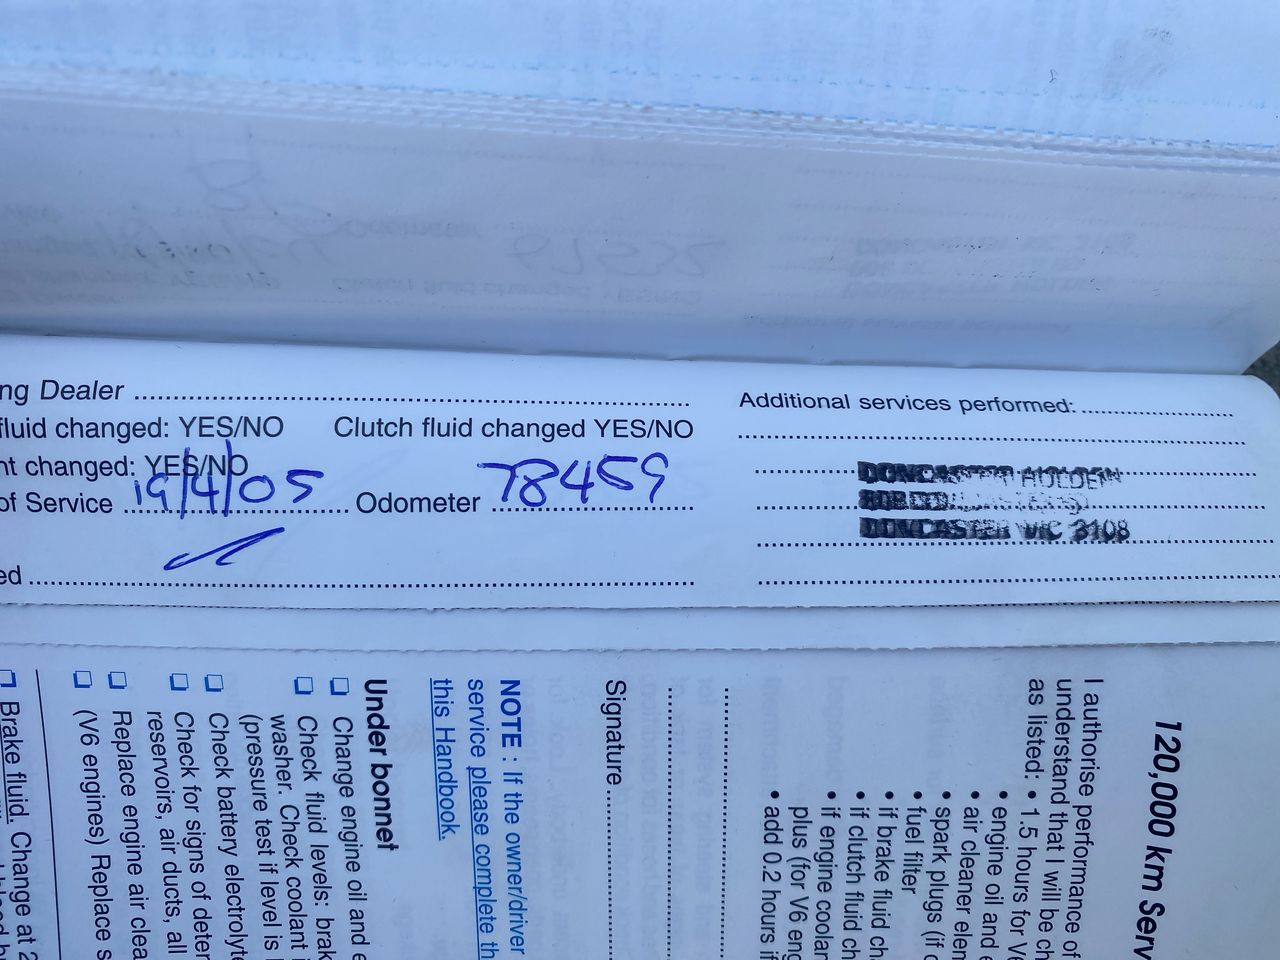 ng Dealer
fluid changed: YES/NO Clutch fluid changed YES/NO
nt changed: YES/NO
of Service 19/4/05 Odometer 78459
ed
Additional services performed:
DONCASTER HOLDEN
DONCASTER VIC 3108
120,000 km Serv
I authorise performance of
understand that I will be ch
as listed: • 1.5 hours for V6
• engine oil and e
• air cleaner elem
• spark plugs (if
• fuel filter
• if brake fluid ch
• if clutch fluid ch
• if engine coolan
plus (for V6 eng
• add 0.2 hours if
Signature
NOTE : If the owner/driver
service please complete th
this Handbook.
Under bonnet
❑ Change engine oil and e
❑ Check fluid levels: brak
washer. Check coolant
(pressure test if level is
❑ Check battery electrolyte
❑ Check for signs of deter
reservoirs, air ducts, all
❑ Replace engine air clea
❑ (V6 engines) Replace s
❑ Brake fluid. Change at 2